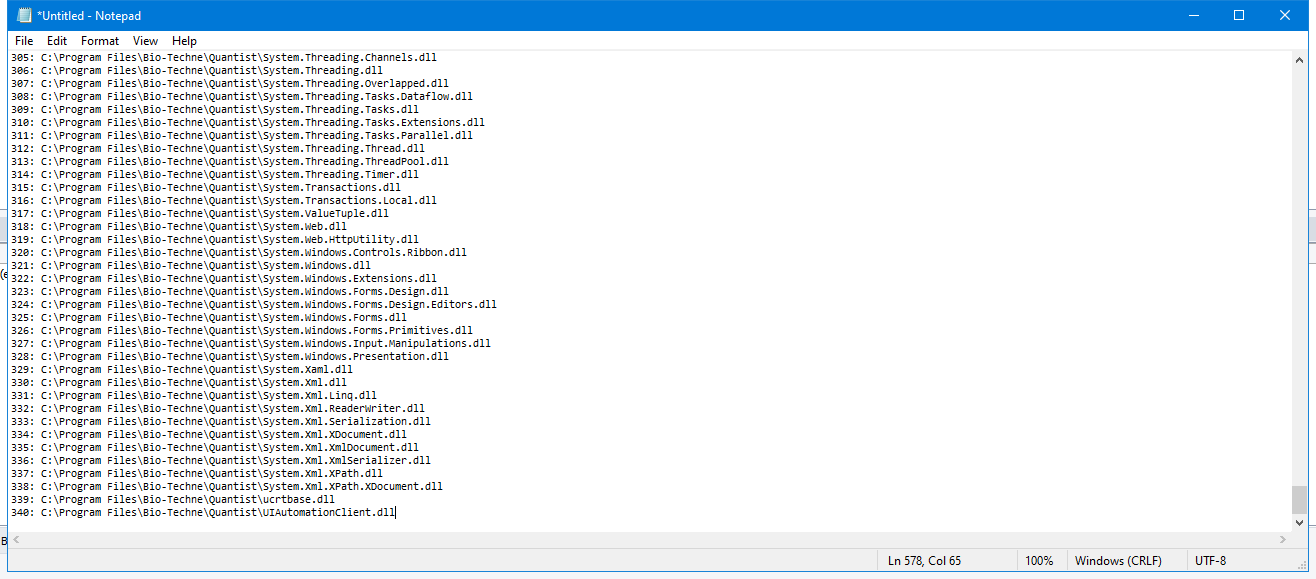 *Untitled - Notepad
File Edit Format View Help
305: C:\Program Files\Bio-Techne\Quantist\System.Threading.Channels.dll
306: C:\Program Files\Bio-Techne\Quantist\System.Threading.dll
307: C:\Program Files\Bio-Techne\Quantist\System.Threading.Overlapped.dll
308: C:\Program Files\Bio-Techne\Quantist\System.Threading.Tasks.Dataflow.dll
309: C:\Program Files\Bio-Techne\Quantist\System.Threading.Tasks.dll
310: C:\Program Files\Bio-Techne\Quantist\System.Threading.Tasks.Extensions.dll
311: C:\Program Files\Bio-Techne\Quantist\System.Threading.Tasks.Parallel.dll
312: C:\Program Files\Bio-Techne\Quantist\System.Threading.Thread.dll
313: C:\Program Files\Bio-Techne\Quantist\System.Threading.ThreadPool.dll
314: C:\Program Files\Bio-Techne\Quantist\System.Threading.Timer.dll
315: C:\Program Files\Bio-Techne\Quantist\System.Transactions.dll
316: C:\Program Files\Bio-Techne\Quantist\System.Transactions.Local.dll
317: C:\Program Files\Bio-Techne\Quantist\System.ValueTuple.dll
318: C:\Program Files\Bio-Techne\Quantist\System.Web.dll
319: C:\Program Files\Bio-Techne\Quantist\System.Web.HttpUtility.dll
320: C:\Program Files\Bio-Techne\Quantist\System.Windows.Controls.Ribbon.dll
321: C:\Program Files\Bio-Techne\Quantist\System.Windows.dll
322: C:\Program Files\Bio-Techne\Quantist\System.Windows.Extensions.dll
323: C:\Program Files\Bio-Techne\Quantist\System.Windows.Forms.Design.dll
324: C:\Program Files\Bio-Techne\Quantist\System.Windows.Forms.Design.Editors.dll
325: C:\Program Files\Bio-Techne\Quantist\System.Windows.Forms.dll
326: C:\Program Files\Bio-Techne\Quantist\System.Windows.Forms.Primitives.dll
327: C:\Program Files\Bio-Techne\Quantist\System.Windows.Input.Manipulations.dll
328: C:\Program Files\Bio-Techne\Quantist\System.Windows.Presentation.dll
329: C:\Program Files\Bio-Techne\Quantist\System.Xaml.dll
330: C:\Program Files\Bio-Techne\Quantist\System.Xml.dll
331: C:\Program Files\Bio-Techne\Quantist\System.Xml.Linq.dll
332: C:\Program Files\Bio-Techne\Quantist\System.Xml.ReaderWriter.dll
333: C:\Program Files\Bio-Techne\Quantist\System.Xml.Serialization.dll
334: C:\Program Files\Bio-Techne\Quantist\System.Xml.XDocument.dll
335: C:\Program Files\Bio-Techne\Quantist\System.Xml.XmlDocument.dll
336: C:\Program Files\Bio-Techne\Quantist\System.Xml.XmlSerializer.dll
337: C:\Program Files\Bio-Techne\Quantist\System.Xml.XPath.dll
338: C:\Program Files\Bio-Techne\Quantist\System.Xml.XPath.XDocument.dll
339: C:\Program Files\Bio-Techne\Quantist\ucrtbase.dll
340: C:\Program Files\Bio-Techne\Quantist\UIAutomationClient.dll
Ln 578, Col 65 100% Windows (CRLF) UTF-8